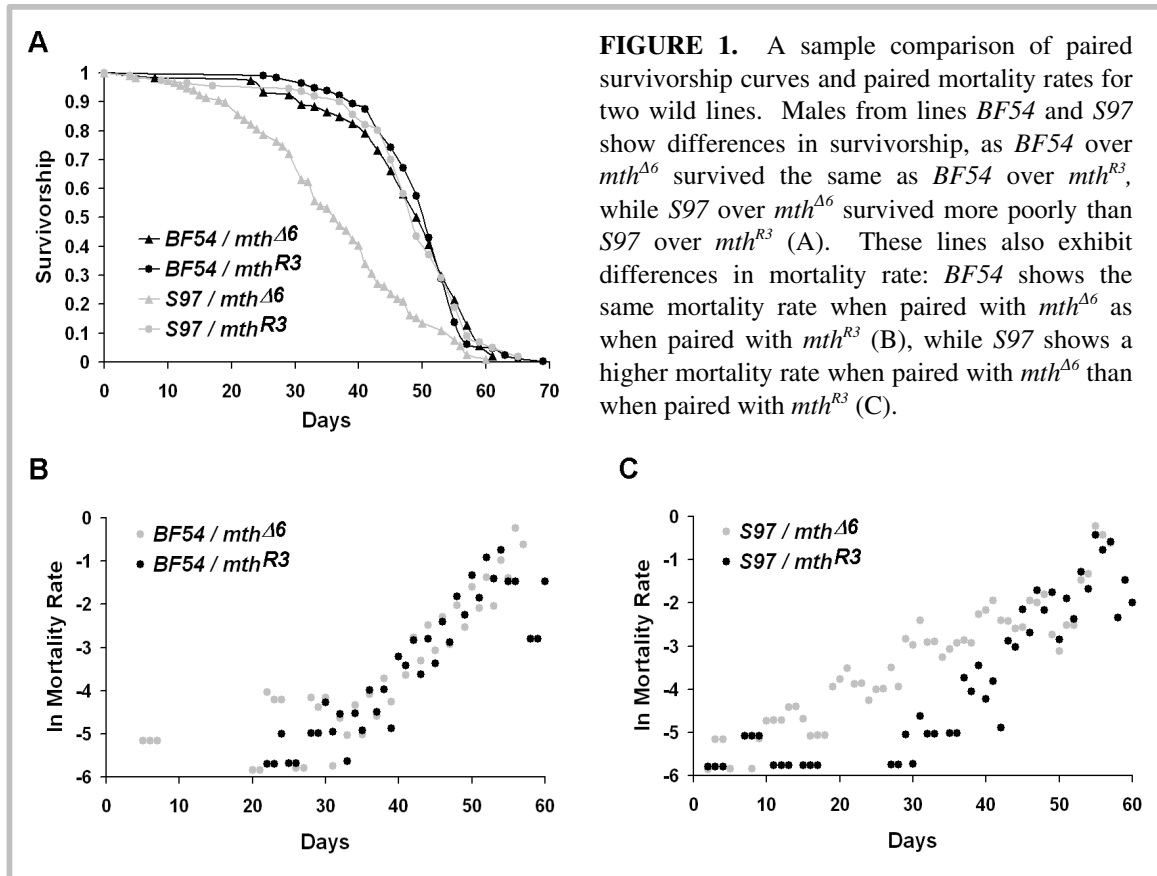 A
Survivorship
1
0.9
0.8
0.7
0.6
0.5
0.4
0.3
0.2
0.1
0
BF54 / mthΔ6
BF54 / mthR3
S97 / mthΔ6
S97 / mthR3
0 10 20 30 40 50 60 70
Days
FIGURE 1. A sample comparison of paired
survivorship curves and paired mortality rates for
two wild lines. Males from lines BF54 and S97
show differences in survivorship, as BF54 over
mthΔ6 survived the same as BF54 over mthR3,
while S97 over mthΔ6 survived more poorly than
S97 over mthR3 (A). These lines also exhibit
differences in mortality rate: BF54 shows the
same mortality rate when paired with mthΔ6 as
when paired with mthR3 (B), while S97 shows a
higher mortality rate when paired with mthΔ6 than
when paired with mthR3 (C).
B
ln Mortality Rate
0
-1
-2
-3
-4
-5
-6
BF54 / mthΔ6
BF54 / mthR3
0 10 20 30 40 50 60
Days
C
ln Mortality Rate
0
-1
-2
-3
-4
-5
-6
S97 / mthΔ6
S97 / mthR3
0 10 20 30 40 50 60
Days